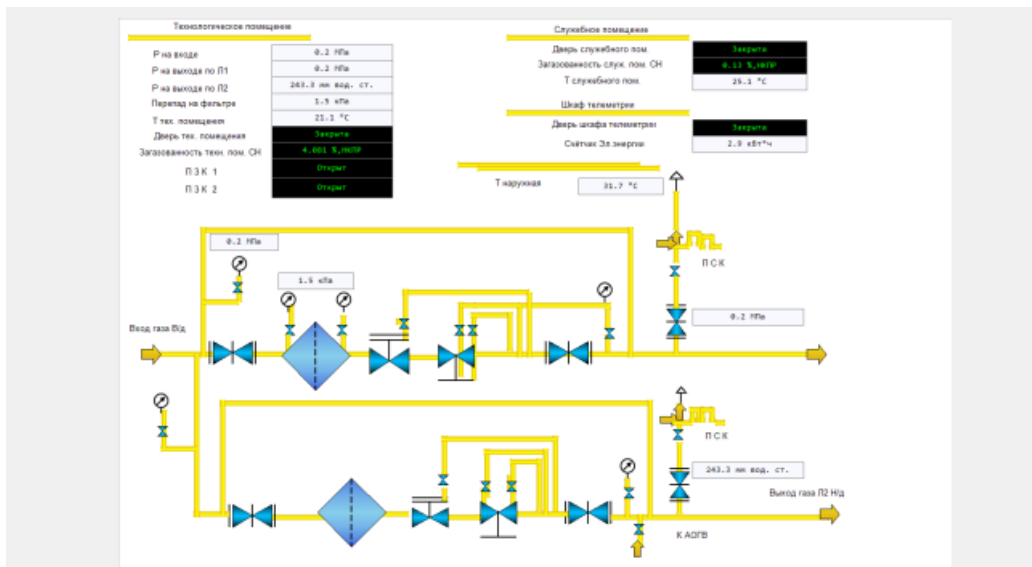 Технологическое помещение
Р на входе
0.2 МПа
Р на выходе по Л1
0.2 МПа
Р на выходе по Л2
243.3 мм вод. ст.
Перепад на фильтре
1.5 кПа
Т тех. помещения
21.1 °C
Дверь тех. помещения
Закрыта
Загазованность техн. пом. CH
4.001 %,НКПР
П З К 1
Открыт
П З К 2
Открыт
Служебное помещение
Дверь служебного пом.
Закрыта
Загазованность служ. пом. CH
0.13 %,НКПР
Т служебного пом.
25.1 °C
Шкаф телеметрии
Дверь шкафа телеметрии
Закрыта
Счётчик Эл.энергии
2.9 кВт*ч
Т наружная
31.7 °C
0.2 МПа
П С К
1.5 кПа
0.2 МПа
Вход газа В/д
П С К
243.3 мм вод. ст.
Выход газа Л2 Н/д
К АОГВ